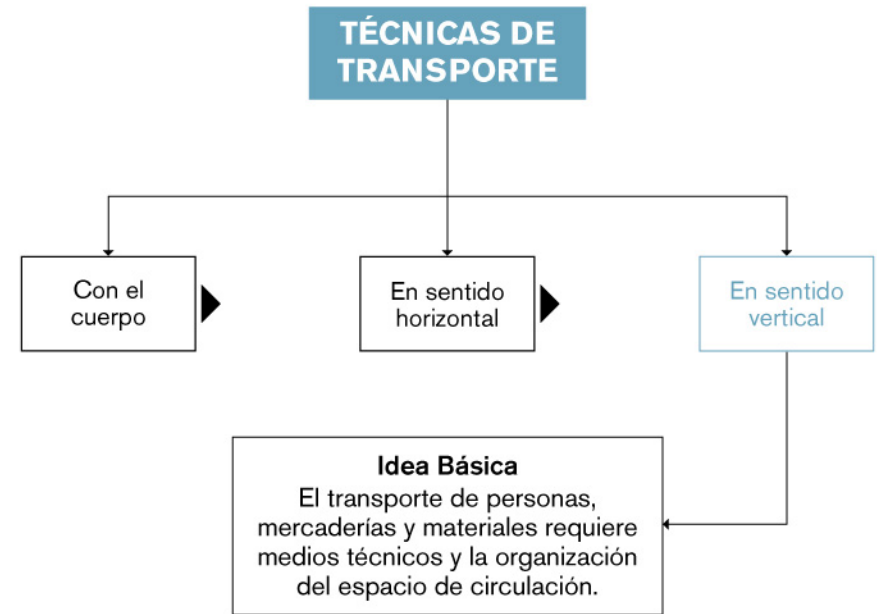 TÉCNICAS DE
TRANSPORTE
Con el
cuerpo
En sentido
horizontal
En sentido
vertical
Idea Básica
El transporte de personas,
mercaderías y materiales requiere
medios técnicos y la organización
del espacio de circulación.